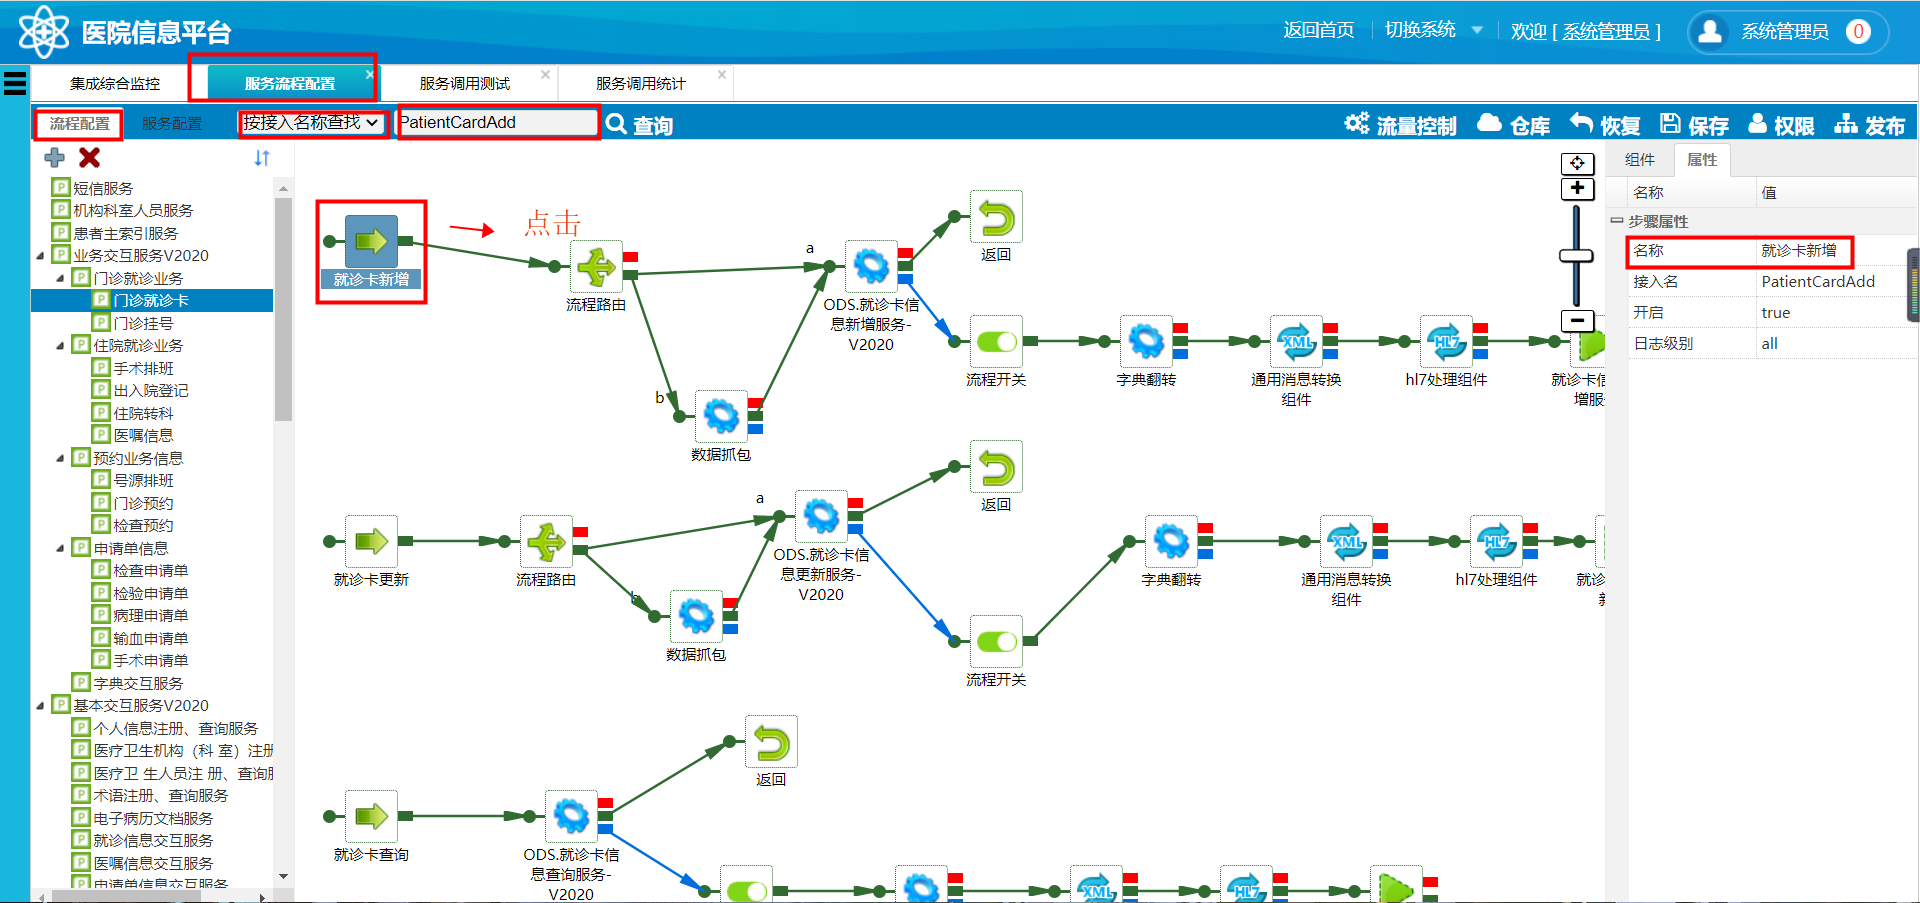 医院信息平台
返回首页
切换系统
欢迎 [ 系统管理员 ]
系统管理员
0
集成综合监控
服务流程配置
服务调用测试
服务调用统计
流程配置
服务配置
按接入名称查找
PatientCardAdd
查询
流量控制
仓库
恢复
保存
权限
发布
短信服务
机构科室人员服务
患者主索引服务
业务交互服务V2020
门诊就诊业务
门诊就诊卡
门诊挂号
住院就诊业务
手术排班
出入院登记
住院转科
医嘱信息
预约业务信息
号源排班
门诊预约
检查预约
申请单信息
检查申请单
检验申请单
病理申请单
输血申请单
手术申请单
字典交互服务
基本交互服务V2020
个人信息注册、查询服务
医疗卫生机构（科 室）注册
医疗卫 生人员注 册、查询服
术语注册、查询服务
电子病历文档服务
就诊信息交互服务
医嘱信息交互服务
申请单信息交互服务
就诊卡新增
点击
流程路由
a
b
数据抓包
ODS.就诊卡信
息新增服务-
V2020
返回
流程开关
字典翻转
XML
通用消息转换
组件
HL7
hl7处理组件
就诊卡信
增服务
就诊卡更新
流程路由
a
b
数据抓包
ODS.就诊卡信
息更新服务-
V2020
返回
流程开关
字典翻转
XML
通用消息转换
组件
HL7
hl7处理组件
就诊
新
就诊卡查询
ODS.就诊卡信
息查询服务-
V2020
返回
XML
HL7
组件
属性
名称
值
步骤属性
名称
就诊卡新增
接入名
PatientCardAdd
开启
true
日志级别
all